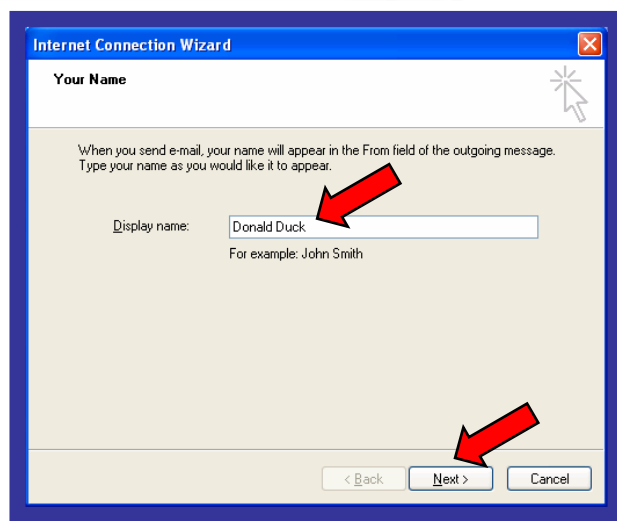 Internet Connection Wizard
Your Name
When you send e-mail, your name will appear in the From field of the outgoing message.
Type your name as you would like it to appear.
Display name: Donald Duck
For example: John Smith
< Back Next > Cancel